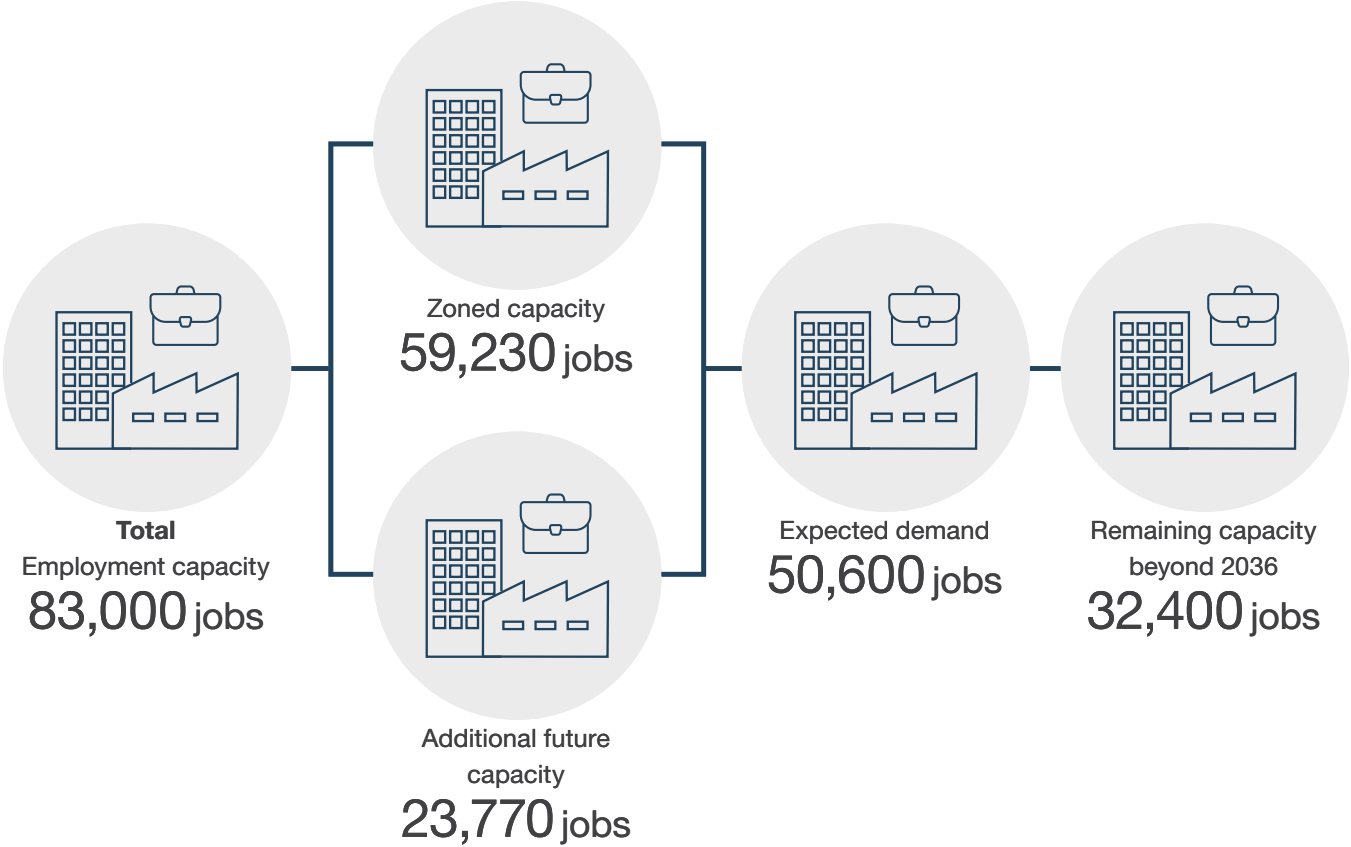 Total
Employment capacity
83,000 jobs
Zoned capacity
59,230 jobs
Additional future
capacity
23,770 jobs
Expected demand
50,600 jobs
Remaining capacity
beyond 2036
32,400 jobs